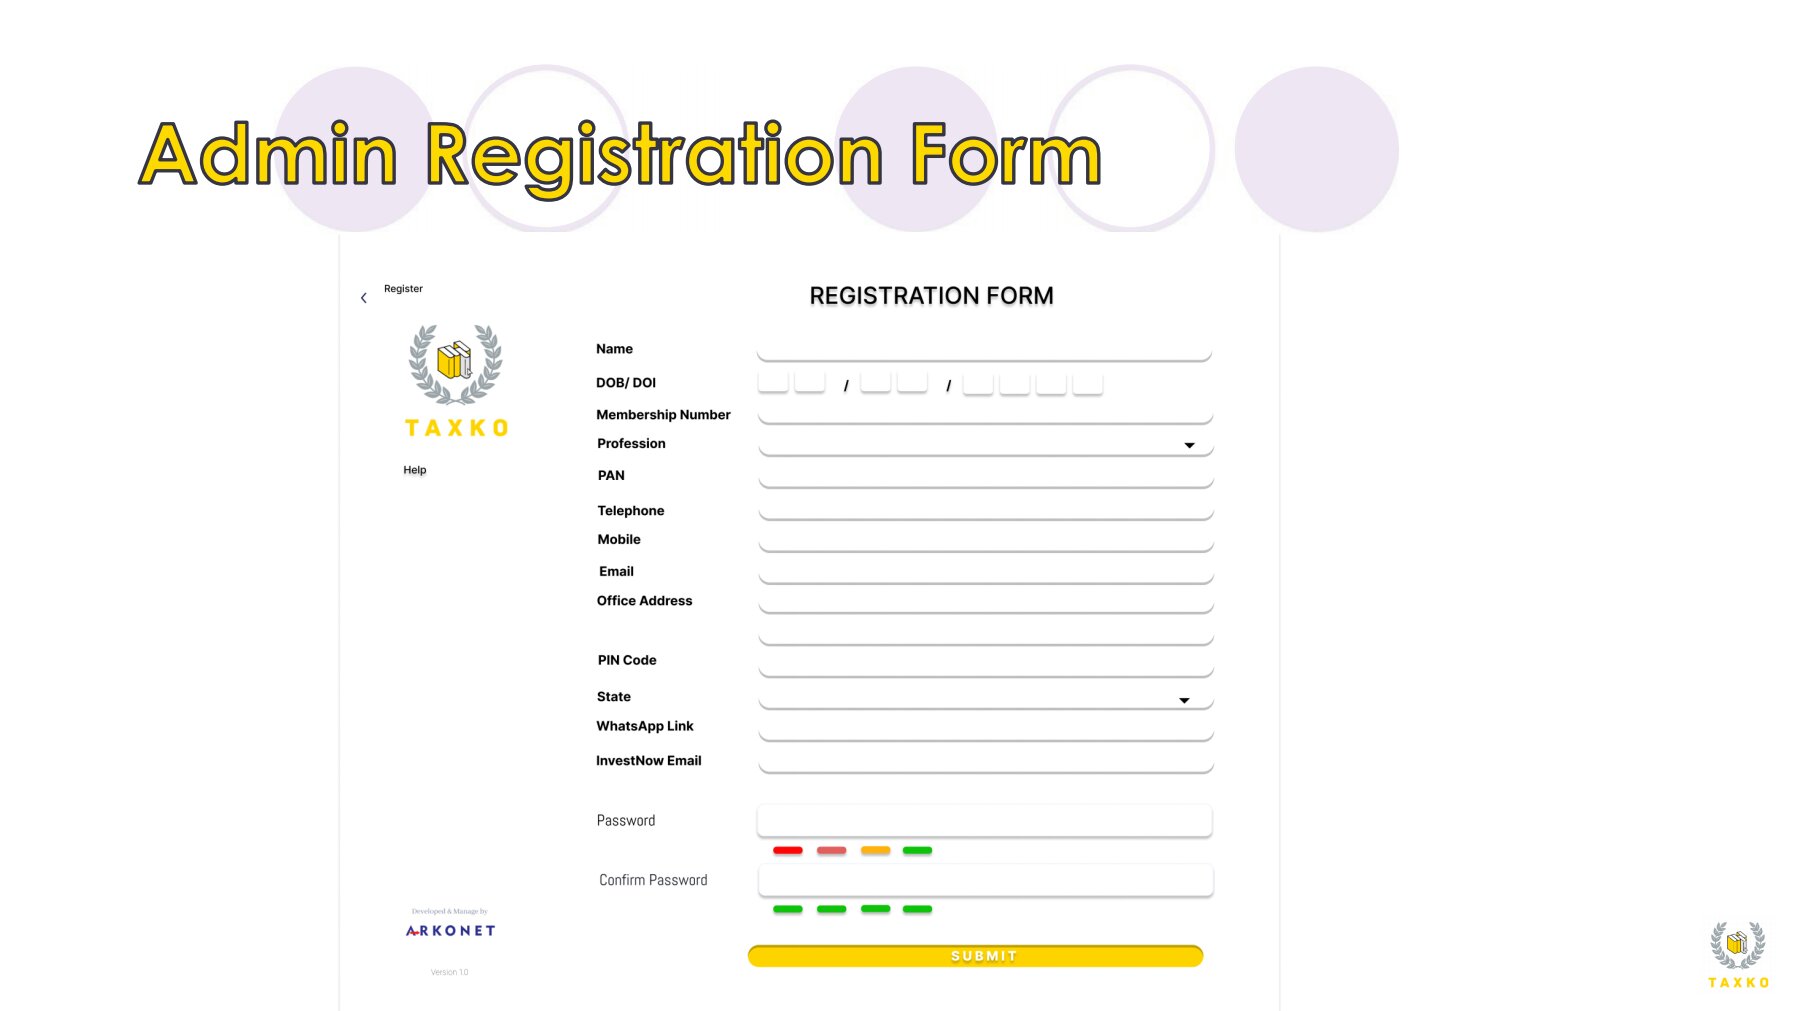 Admin Registration Form
Register
REGISTRATION FORM
TAXKO
Help
Name
DOB/ DOI
/ /
Membership Number
Profession
PAN
Telephone
Mobile
Email
Office Address
PIN Code
State
WhatsApp Link
InvestNow Email
Password
Confirm Password
SUBMIT
Developed & Manage by
ARKONET
Version 1.0
TAXKO